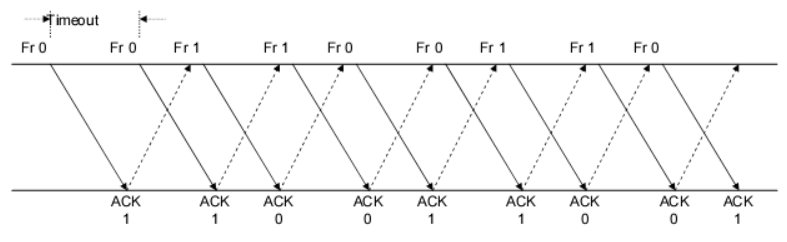 Timeout
Fr 0 Fr 0 Fr 1 Fr 1 Fr 0 Fr 0 Fr 1 Fr 1 Fr 0
ACK ACK ACK ACK ACK ACK ACK ACK ACK
1 1 0 0 1 1 0 0 1